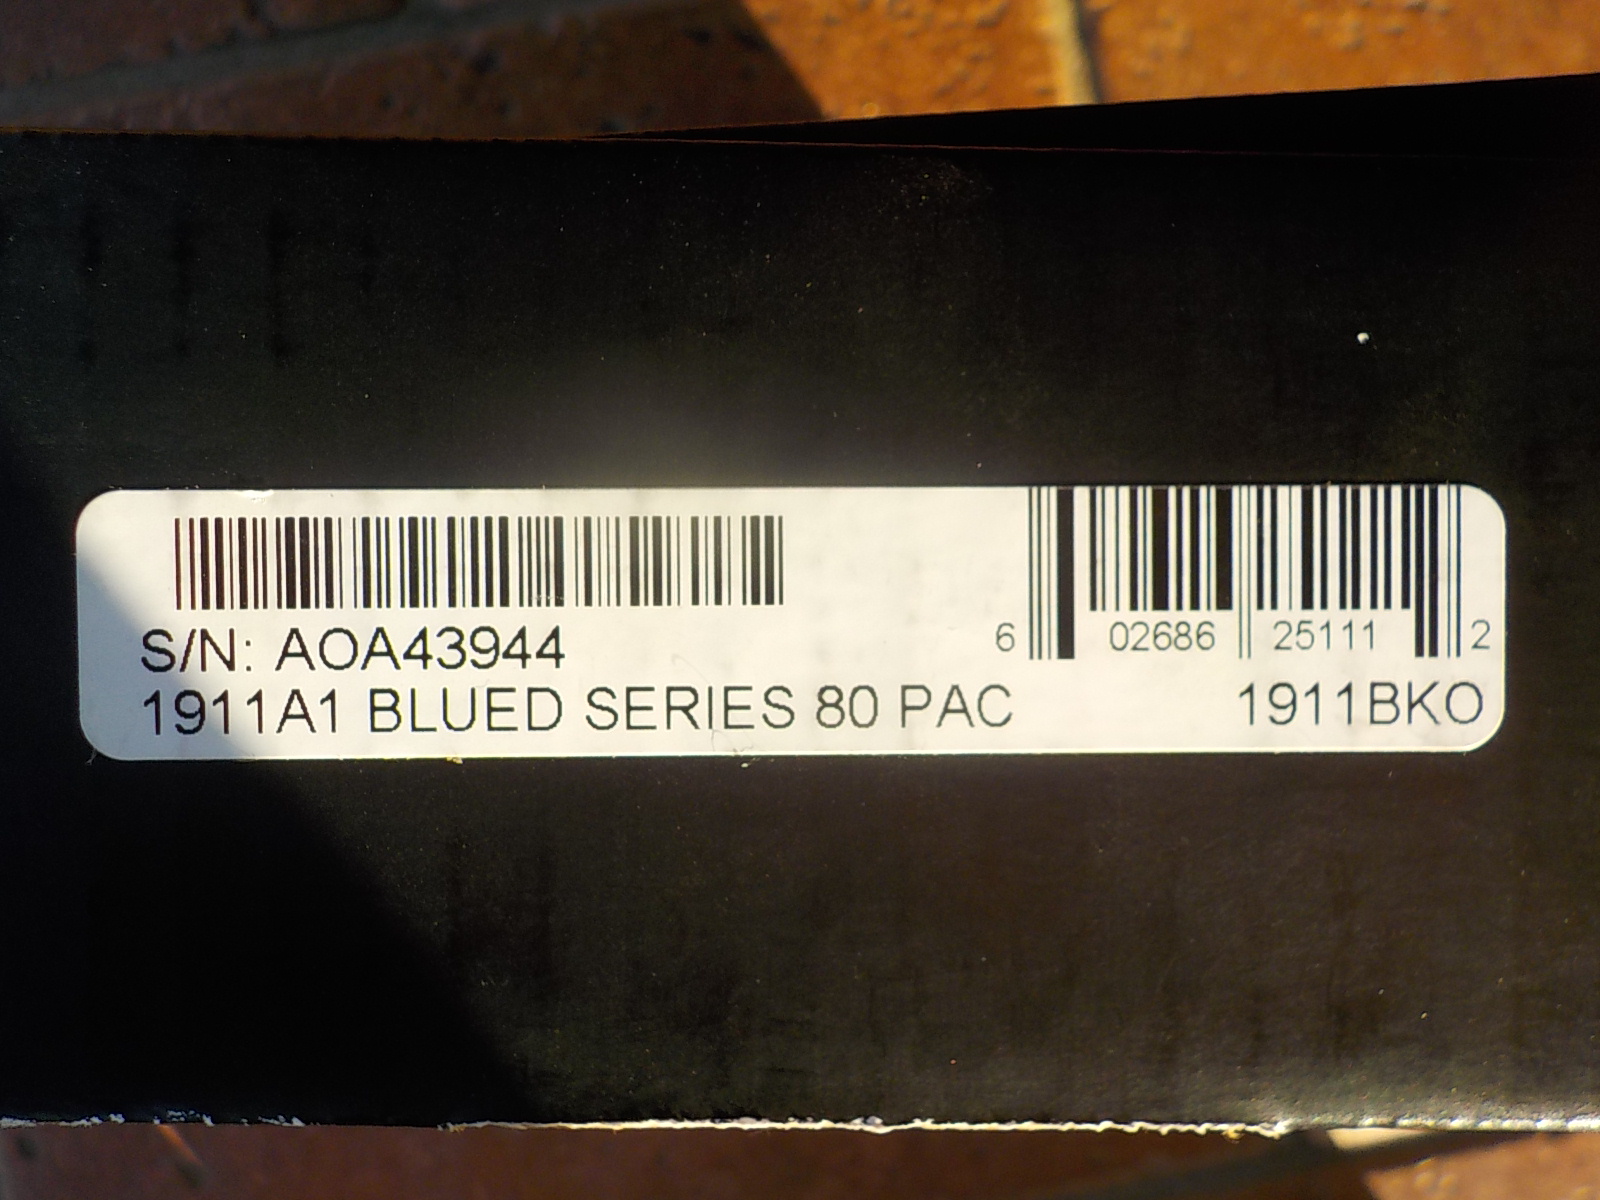 S/N: AOA43944
1911A1 BLUED SERIES 80 PAC
6 02686 25111 2
1911BKO